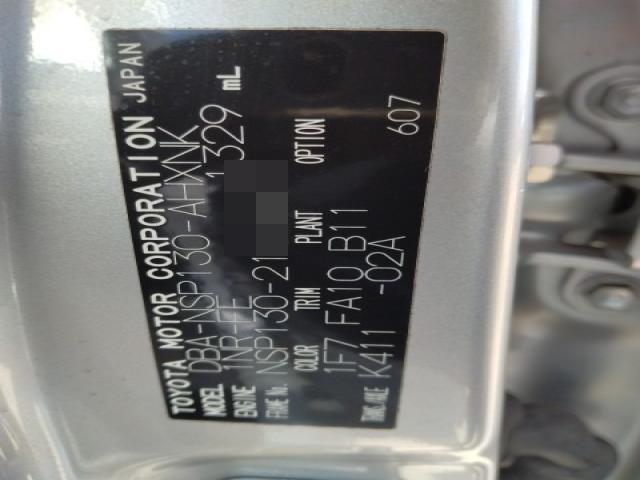 TOYOTA MOTOR CORPORATION JAPAN
MODEL DBA-NSP130-AHXNK
ENGINE 1NR-FE 1329 mL
FRAME No. NSP130-21
COLOR TRIM PLANT OPTION
1F7 FA10 B11
TRNS./AXLE K411 -02A 607